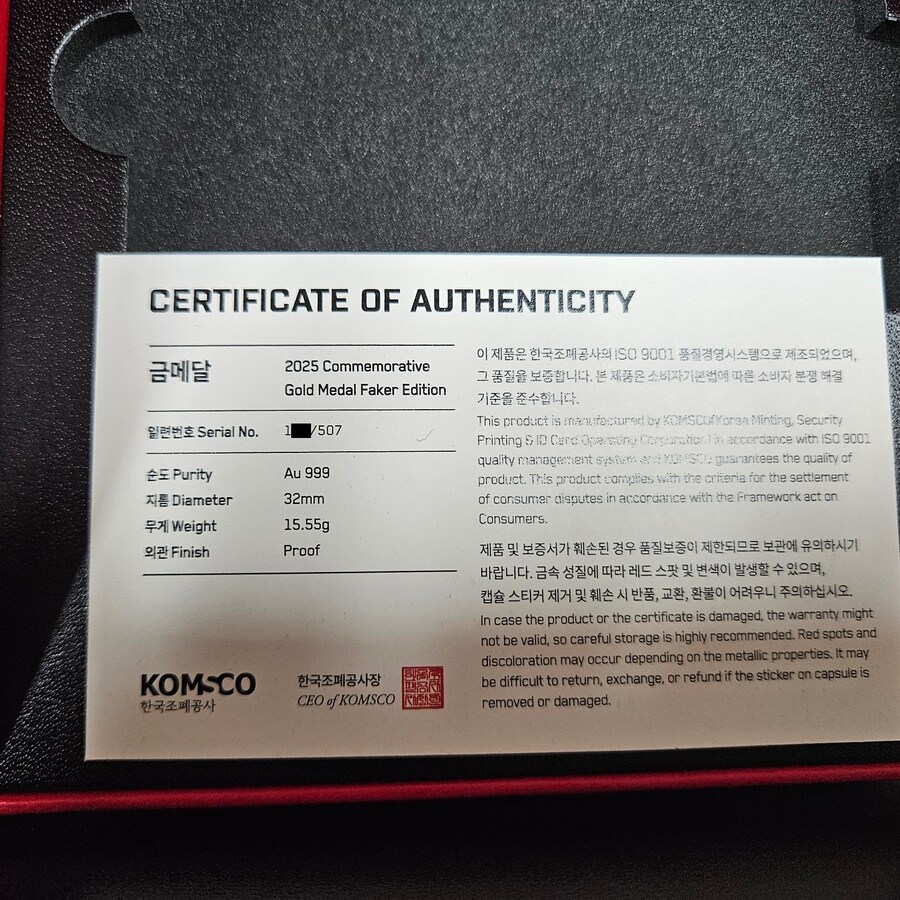 CERTIFICATE OF AUTHENTICITY
금메달
2025 Commemorative
Gold Medal Faker Edition
일련번호 Serial No. 1 /507
순도 Purity Au 999
지름 Diameter 32mm
무게 Weight 15.55g
외관 Finish Proof
KOMSCO
한국조폐공사
한국조폐공사장
CEO of KOMSCO
이 제품은 한국조폐공사의 ISO 9001 품질경영시스템으로 제조되었으며,
그 품질을 보증합니다. 본 제품은 소비자기본법에 따른 소비자 분쟁 해결
기준을 준수합니다.
This product is manufactured by KOMSCO(Korea Minting, Security
Printing & ID Card Operating Corporation) in accordance with ISO 9001
quality management system and KOMSCO guarantees the quality of
product. This product complies with the criteria for the settlement
of consumer disputes in accordance with the Framework act on
Consumers.
제품 및 보증서가 훼손된 경우 품질보증이 제한되므로 보관에 유의하시기
바랍니다. 금속 성질에 따라 레드 스팟 및 변색이 발생할 수 있으며,
캡슐 스티커 제거 및 훼손 시 반품, 교환, 환불이 어려우니 주의하십시오.
In case the product or the certificate is damaged, the warranty might
not be valid, so careful storage is highly recommended. Red spots and
discoloration may occur depending on the metallic properties. It may
be difficult to return, exchange, or refund if the sticker on capsule is
removed or damaged.